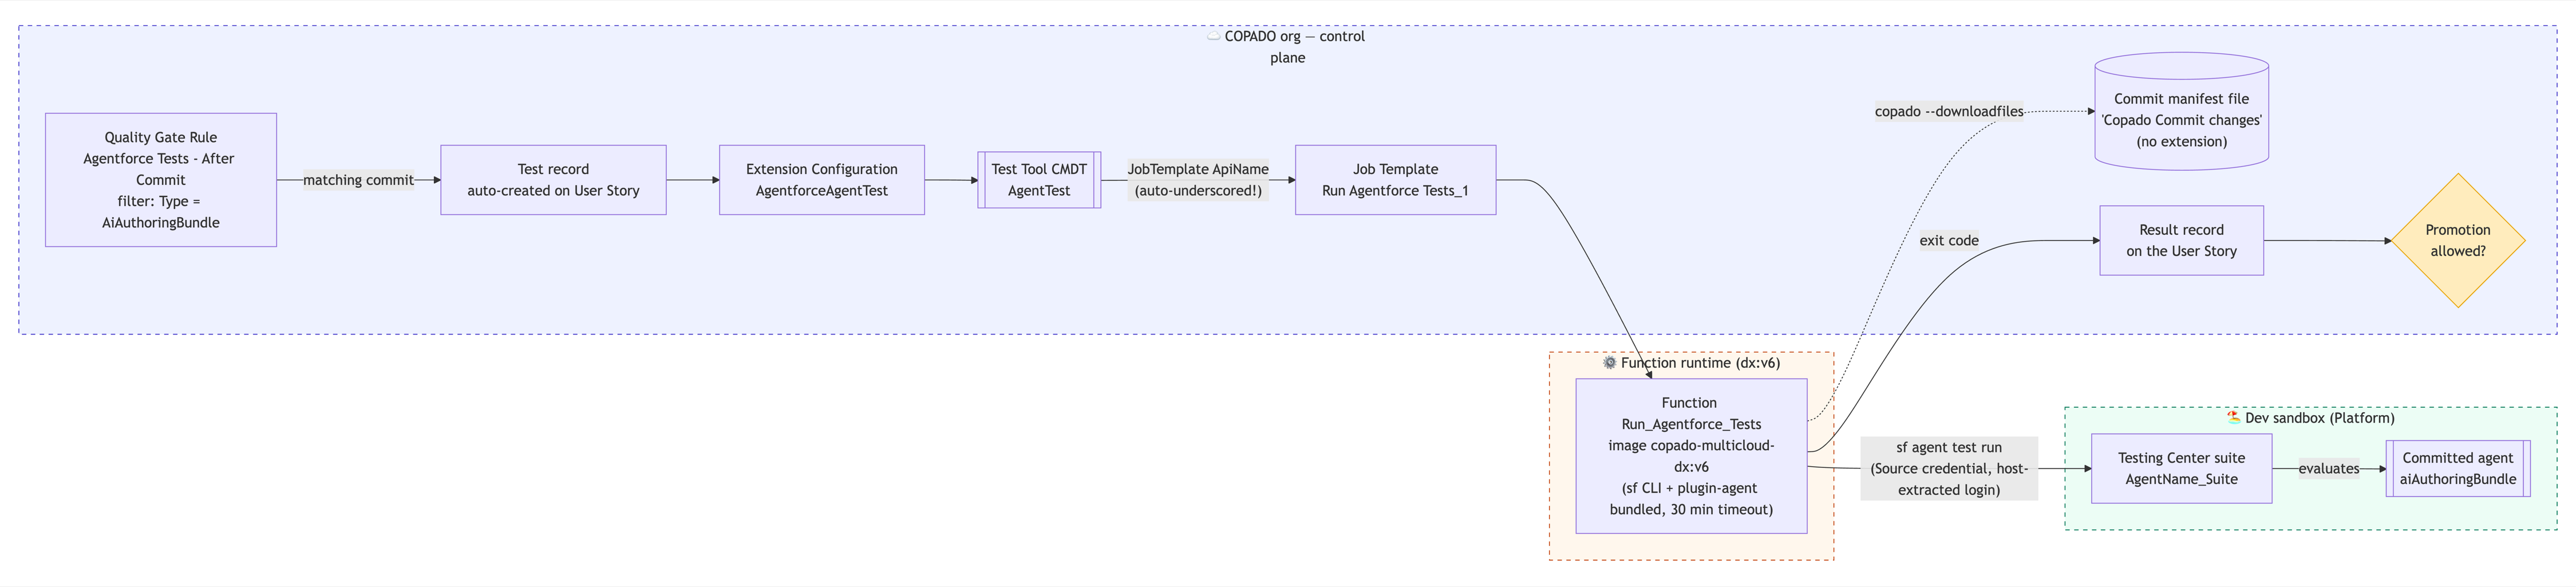 ☁️ COPADO org — control
plane
Quality Gate Rule
Agentforce Tests - After
Commit
filter: Type =
AiAuthoringBundle
matching commit
Test record
auto-created on User Story
Extension Configuration
AgentforceAgentTest
Test Tool CMDT
AgentTest
JobTemplate ApiName
(auto-underscored!)
Job Template
Run Agentforce Tests_1
copado --downloadfiles
Commit manifest file
'Copado Commit changes'
(no extension)
exit code
Result record
on the User Story
Promotion
allowed?
⚙️ Function runtime (dx:v6)
Function
Run_Agentforce_Tests
image copado-multicloud-
dx:v6
(sf CLI + plugin-agent
bundled, 30 min timeout)
sf agent test run
(Source credential, host-
extracted login)
🏖️ Dev sandbox (Platform)
Testing Center suite
AgentName_Suite
evaluates
Committed agent
aiAuthoringBundle